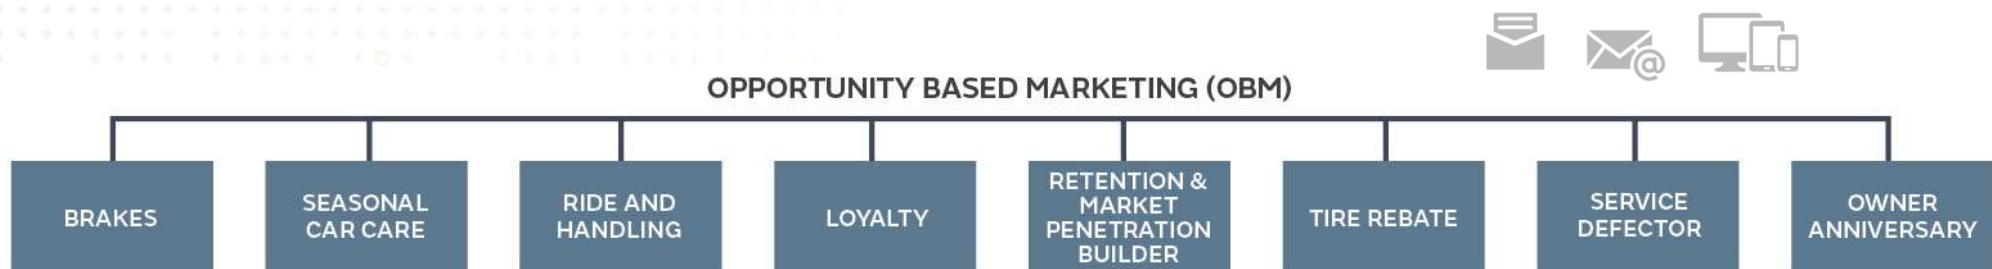 @
OPPORTUNITY BASED MARKETING (OBM)
BRAKES
SEASONAL
CAR CARE
RIDE AND
HANDLING
LOYALTY
RETENTION &
MARKET
PENETRATION
BUILDER
TIRE REBATE
SERVICE
DEFECTOR
OWNER
ANNIVERSARY